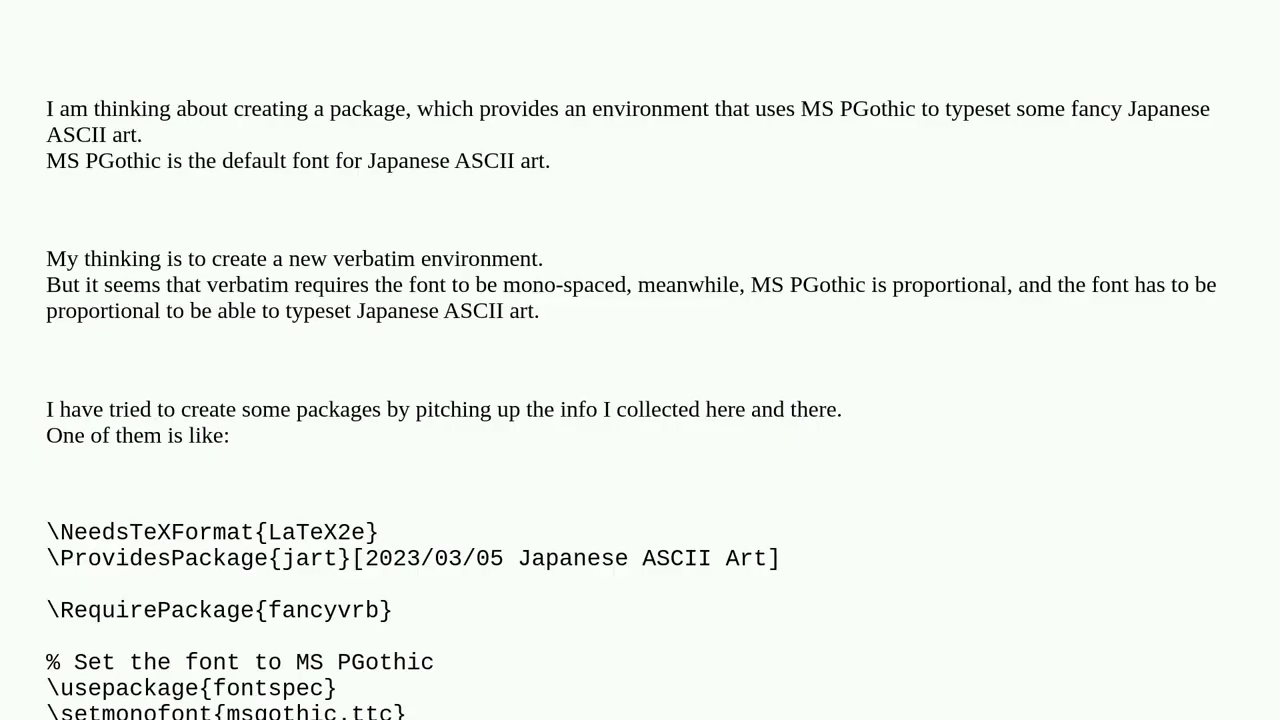 I am thinking about creating a package, which provides an environment that uses MS PGothic to typeset some fancy Japanese
ASCII art.
MS PGothic is the default font for Japanese ASCII art.
My thinking is to create a new verbatim environment.
But it seems that verbatim requires the font to be mono-spaced, meanwhile, MS PGothic is proportional, and the font has to be
proportional to be able to typeset Japanese ASCII art.
I have tried to create some packages by pitching up the info I collected here and there.
One of them is like:
\NeedsTeXFormat{LaTeX2e}
\ProvidesPackage{jart}[2023/03/05 Japanese ASCII Art]
\RequirePackage{fancyvrb}
% Set the font to MS PGothic
\usepackage{fontspec}
\setmonofont{msgothic.ttc}